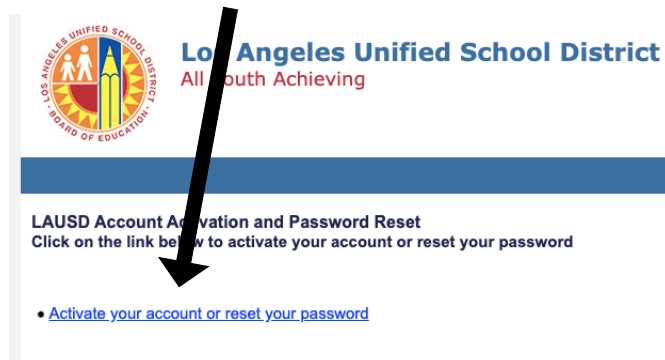 LOS ANGELES UNIFIED SCHOOL DISTRICT
BOARD OF EDUCATION
Los Angeles Unified School District
All Youth Achieving
LAUSD Account Activation and Password Reset
Click on the link below to activate your account or reset your password
• Activate your account or reset your password